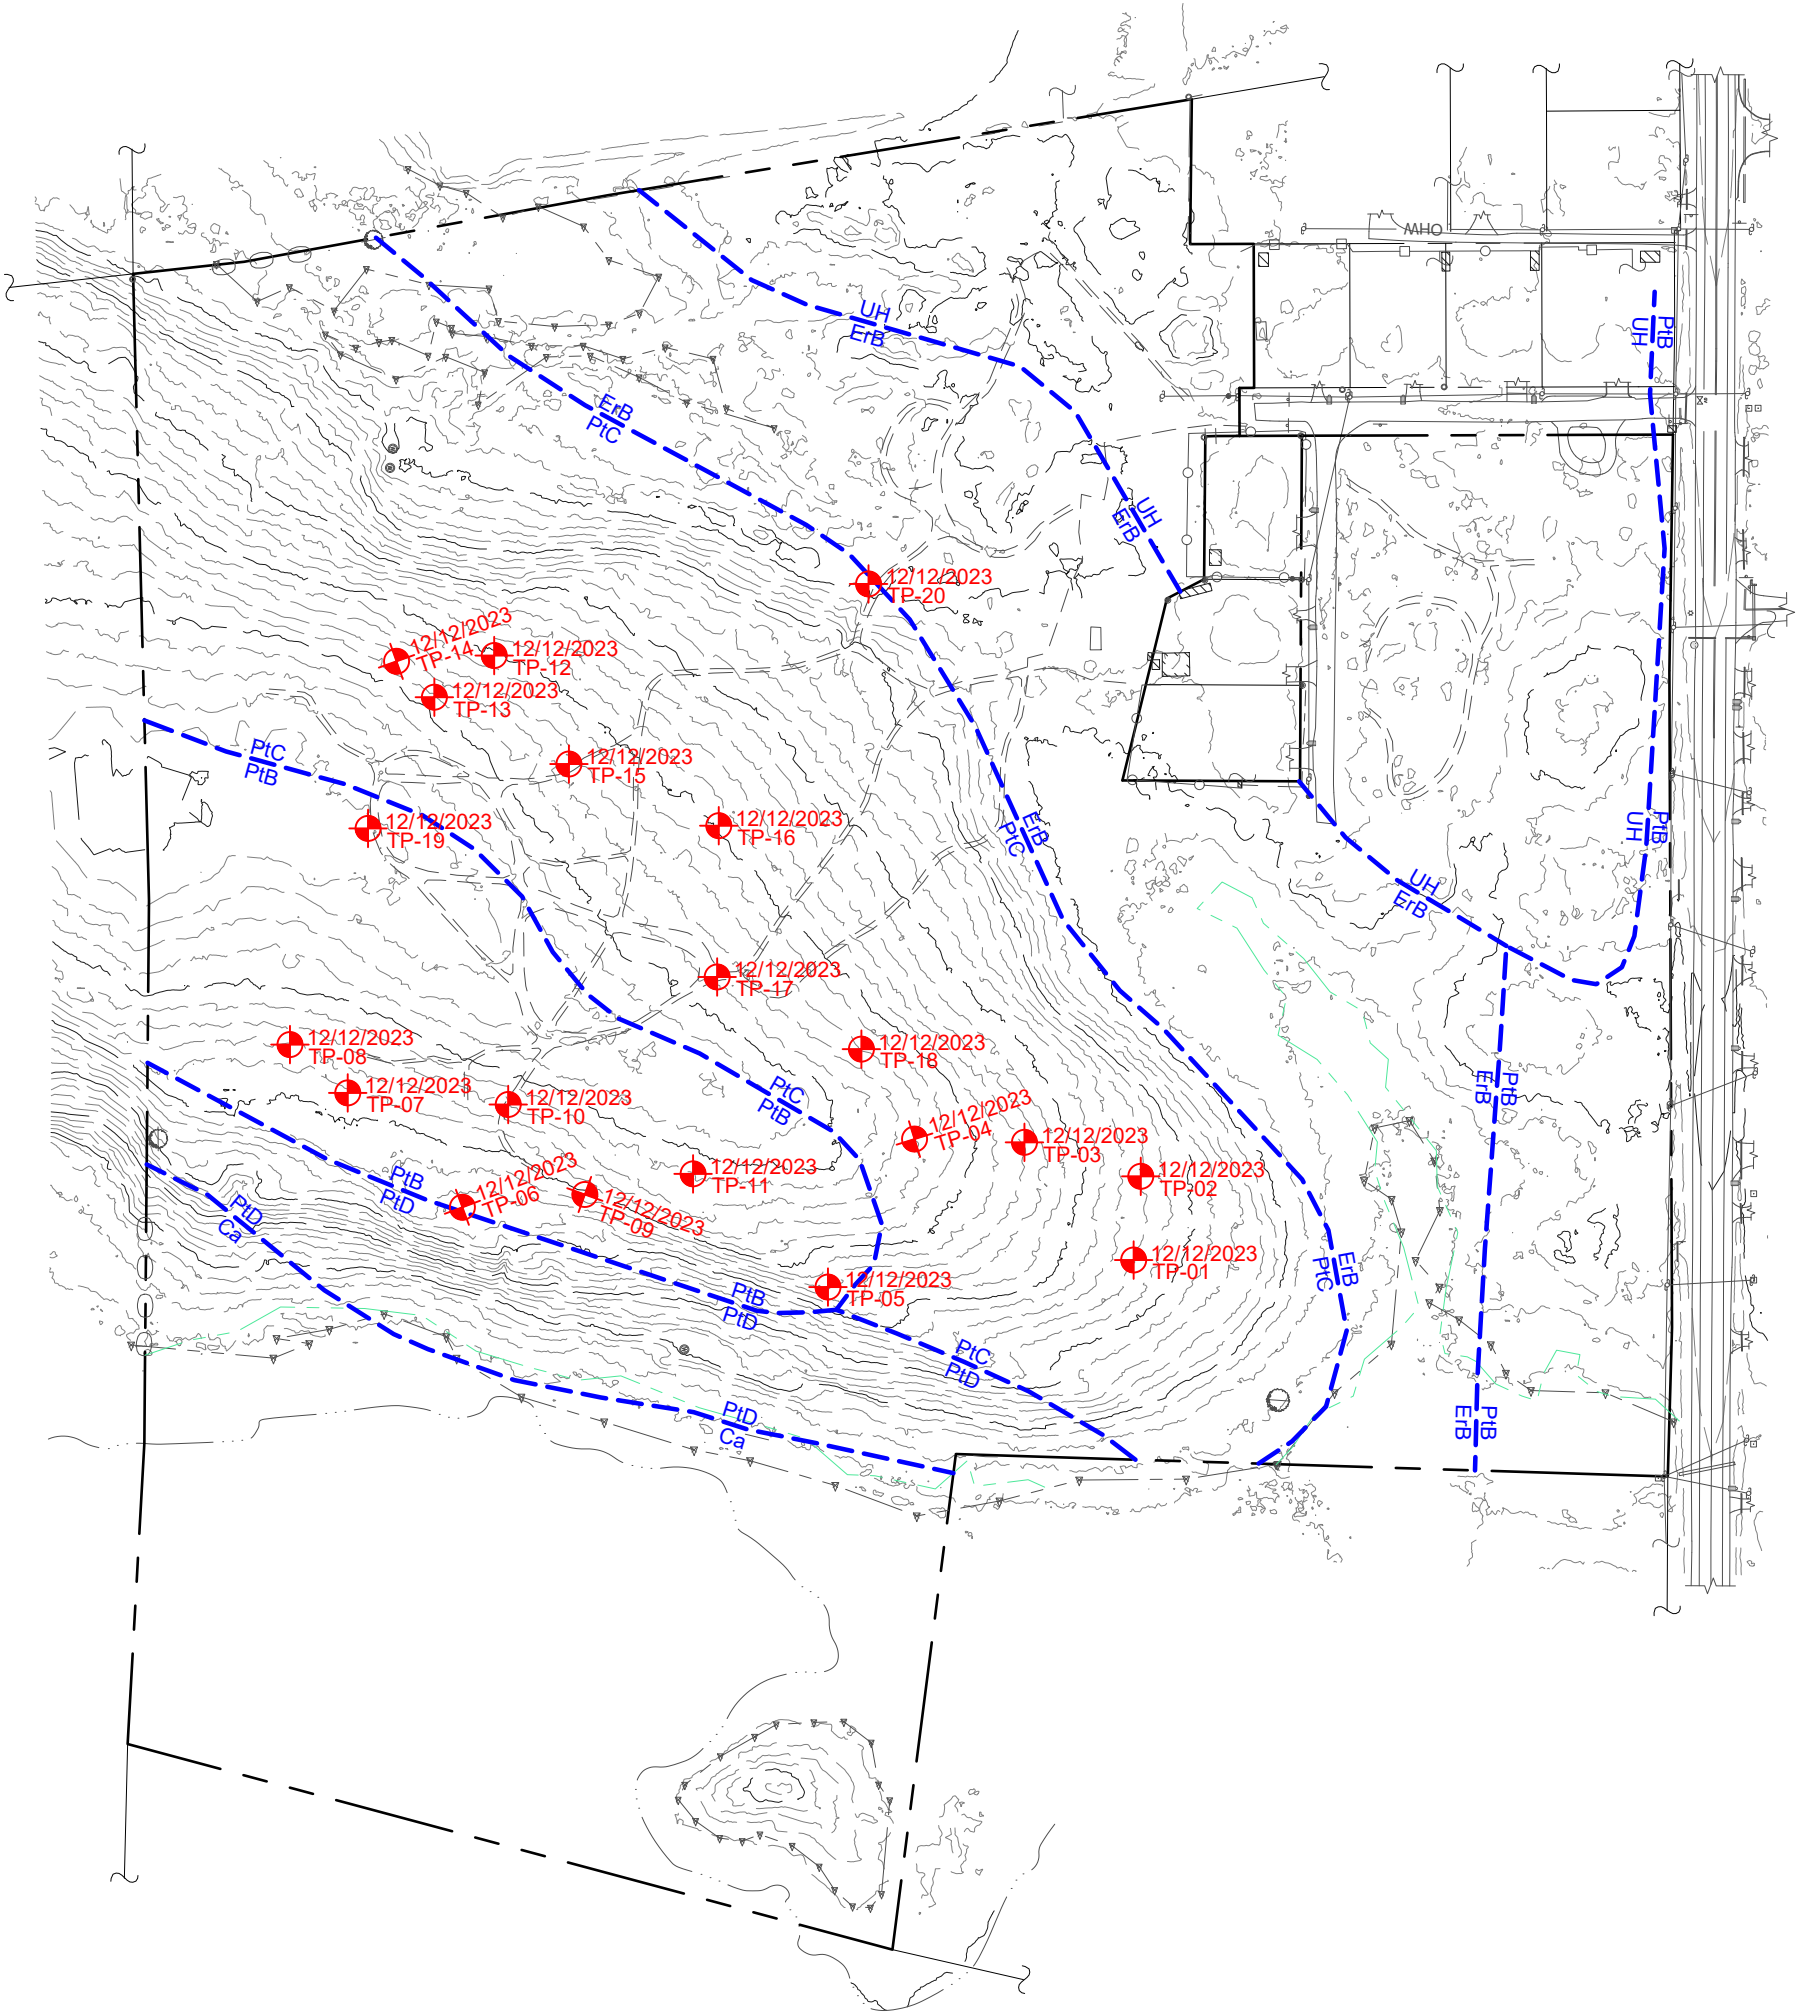 OHW
UH
ErB
PtB
UH
ErB
PtC
UH
ErB
12/12/2023
TP-20
12/12/2023
TP-14
12/12/2023
TP-12
12/12/2023
TP-13
PtC
PtB
12/12/2023
TP-15
12/12/2023
TP-19
12/12/2023
TP-16
ErB
PtC
PtB
UH
UH
ErB
12/12/2023
TP-17
12/12/2023
TP-08
12/12/2023
TP-18
12/12/2023
TP-07
12/12/2023
TP-10
PtC
PtB
PtB
ErB
12/12/2023
TP-04
12/12/2023
TP-03
12/12/2023
TP-02
12/12/2023
TP-11
PtB
PtD
12/12/2023
TP-06
12/12/2023
TP-09
PtD
Ca
12/12/2023
TP-01
ErB
PtC
12/12/2023
TP-05
PtB
PtD
PtC
PtD
PtD
Ca
PtB
ErB